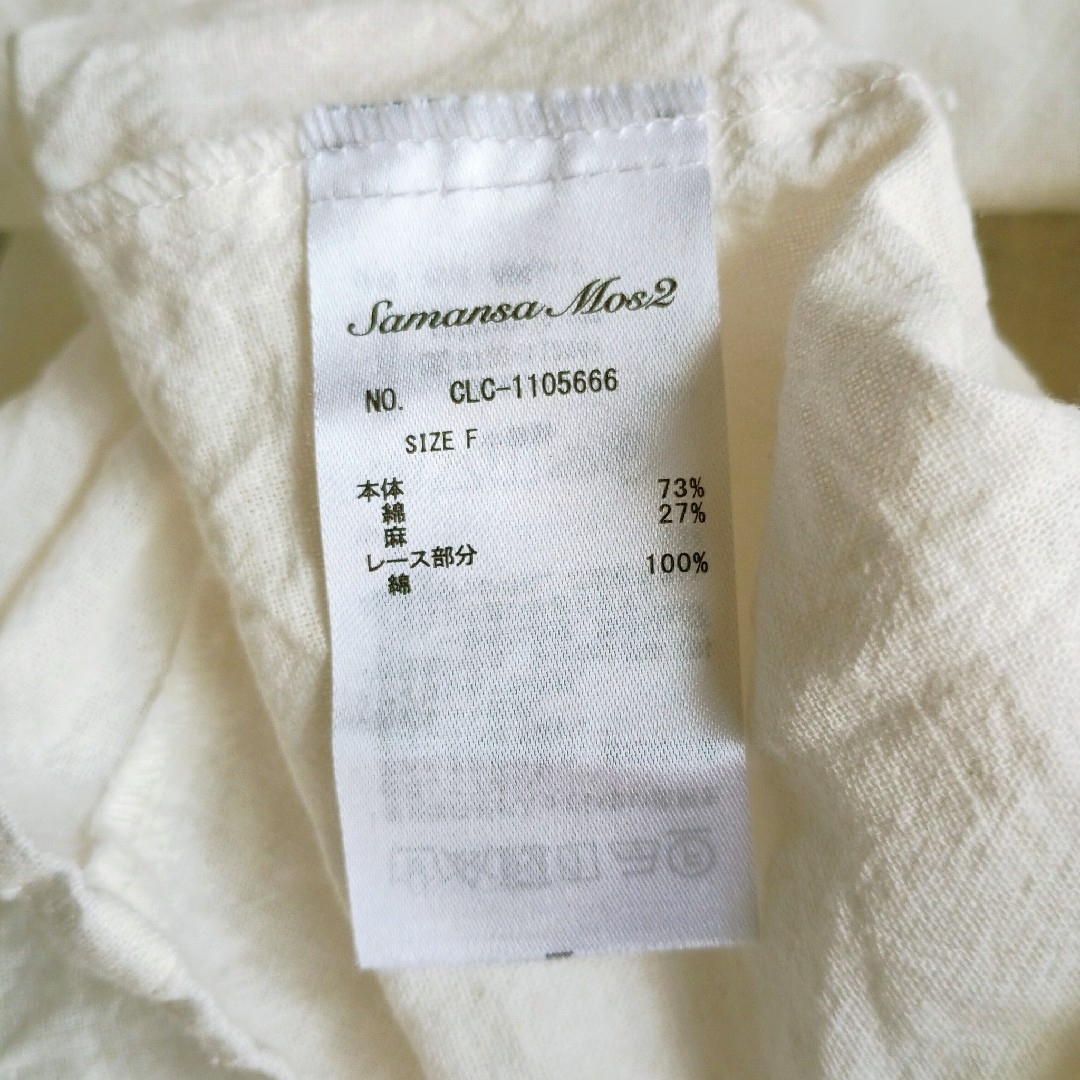 Samansa Mos2
NO. CLC-1105666
SIZE F
本体 73%
綿 27%
麻
レース部分
綿 100%